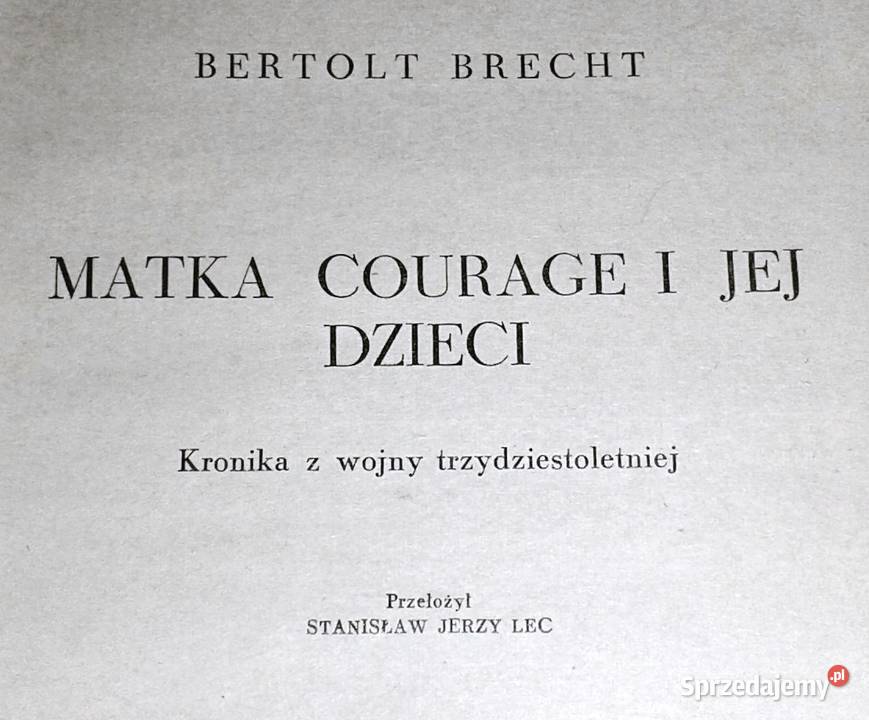 BERTOLT BRECHT
MATKA COURAGE I JEJ
DZIECI
Kronika z wojny trzydziestoletniej
Przełożył
STANISŁAW JERZY LEC
Sprzedajemy.pl